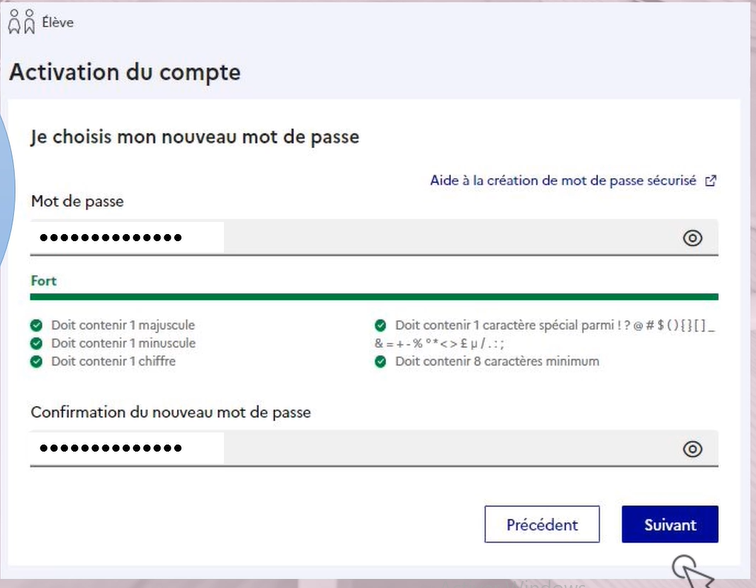 Élève
Activation du compte
Je choisis mon nouveau mot de passe
Aide à la création de mot de passe sécurisé
Mot de passe
••••••••••••••
Fort
Doit contenir 1 majuscule
Doit contenir 1 minuscule
Doit contenir 1 chiffre
Doit contenir 1 caractère spécial parmi ! ? @ # $ ( ) { } [ ] _
& = + - % ° * < > £ µ / . : ;
Doit contenir 8 caractères minimum
Confirmation du nouveau mot de passe
••••••••••••••
Précédent
Suivant
Windows